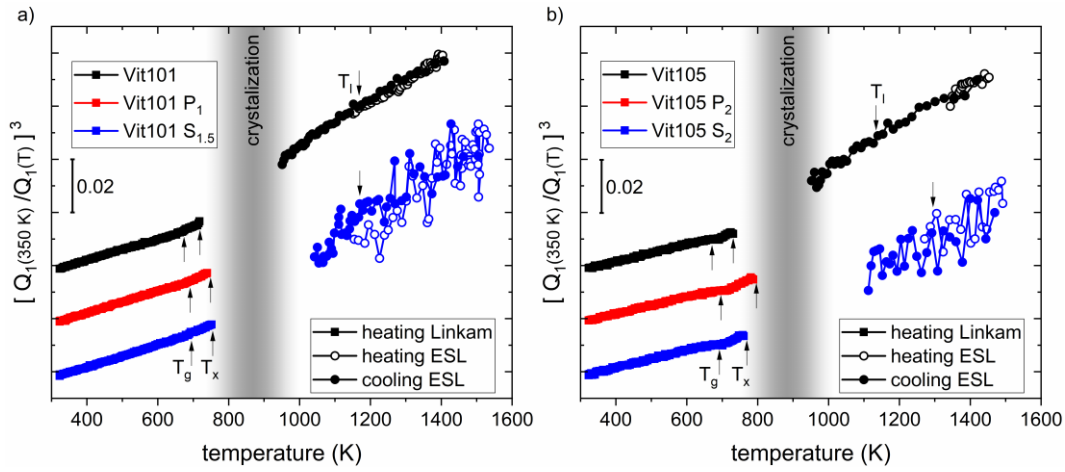 a)
[ Q1(350 K) /Q1(T) ] 3
Vit101
Vit101 P1
Vit101 S1.5
0.02
crystalization
Tl
Tg
Tx
heating Linkam
heating ESL
cooling ESL
400 600 800 1000 1200 1400 1600
temperature (K)
b)
[ Q1(350 K) /Q1(T) ] 3
Vit105
Vit105 P2
Vit105 S2
0.02
crystalization
Tl
Tg
Tx
heating Linkam
heating ESL
cooling ESL
400 600 800 1000 1200 1400 1600
temperature (K)